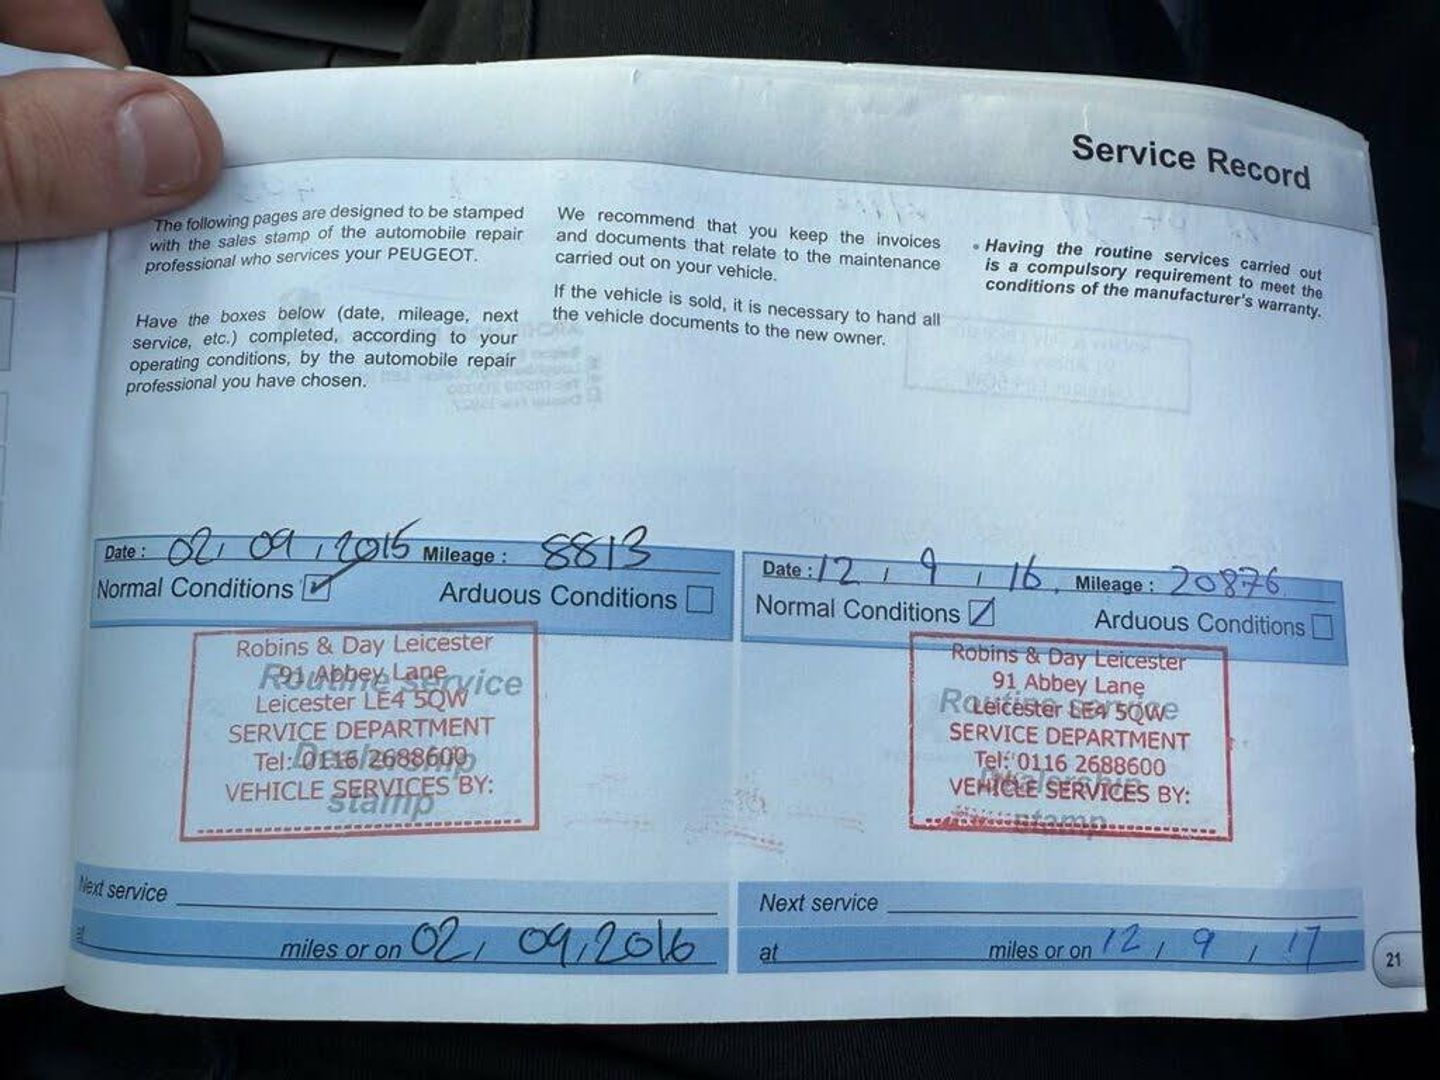 Service Record
The following pages are designed to be stamped
with the sales stamp of the automobile repair
professional who services your PEUGEOT.
Have the boxes below (date, mileage, next
service, etc.) completed, according to your
operating conditions, by the automobile repair
professional you have chosen.
We recommend that you keep the invoices
and documents that relate to the maintenance
carried out on your vehicle.
If the vehicle is sold, it is necessary to hand all
the vehicle documents to the new owner.
• Having the routine services carried out
is a compulsory requirement to meet the
conditions of the manufacturer's warranty.
Date : 02, 09, 2015 Mileage : 8813
Normal Conditions Arduous Conditions
Robins & Day Leicester
91 Abbey Lane
Routine service
Leicester LE4 5QW
SERVICE DEPARTMENT
Tel: 0116 2688600
Dealership
VEHICLE SERVICES BY:
stamp
Next service
at miles or on 02, 09, 2016
Date : 12, 9, 16. Mileage : 20876
Normal Conditions Arduous Conditions
Robins & Day Leicester
91 Abbey Lane
Routine service
Leicester LE4 5QW
SERVICE DEPARTMENT
Tel: 0116 2688600
Dealership
VEHICLE SERVICES BY:
stamp
Next service
at miles or on 12, 9, 17
21